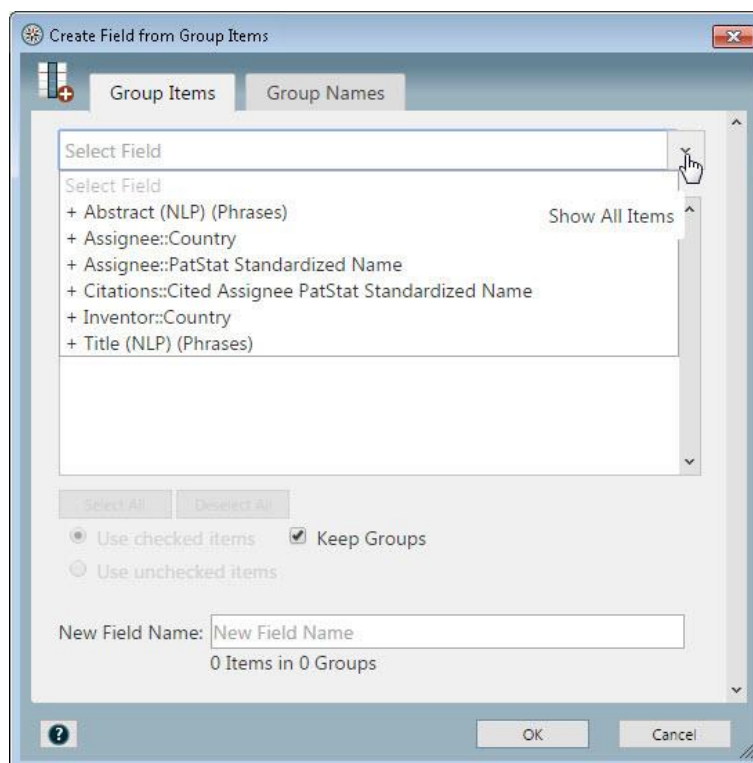 Create Field from Group Items
Group Items
Group Names
Select Field
Select Field
+ Abstract (NLP) (Phrases)
Show All Items
+ Assignee::Country
+ Assignee::PatStat Standardized Name
+ Citations::Cited Assignee PatStat Standardized Name
+ Inventor::Country
+ Title (NLP) (Phrases)
Select All
Deselect All
Use checked items
Keep Groups
Use unchecked items
New Field Name: New Field Name
0 Items in 0 Groups
?
OK
Cancel